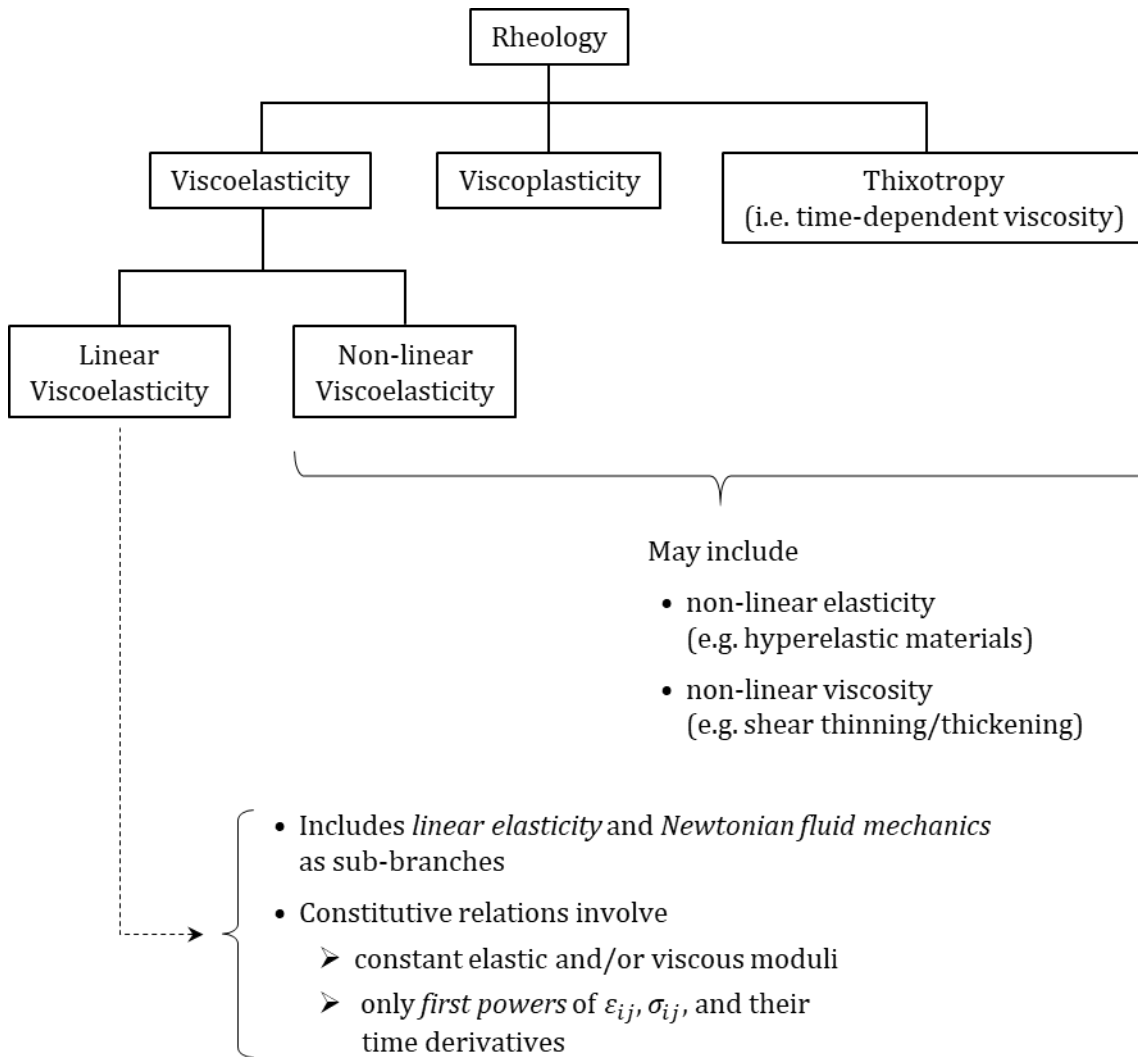 Rheology
Viscoelasticity
Viscoplasticity
Thixotropy
(i.e. time-dependent viscosity)
Linear
Viscoelasticity
Non-linear
Viscoelasticity
May include
• non-linear elasticity
(e.g. hyperelastic materials)
• non-linear viscosity
(e.g. shear thinning/thickening)
• Includes linear elasticity and Newtonian fluid mechanics
as sub-branches
• Constitutive relations involve
➢ constant elastic and/or viscous moduli
➢ only first powers of εij, σij, and their
time derivatives